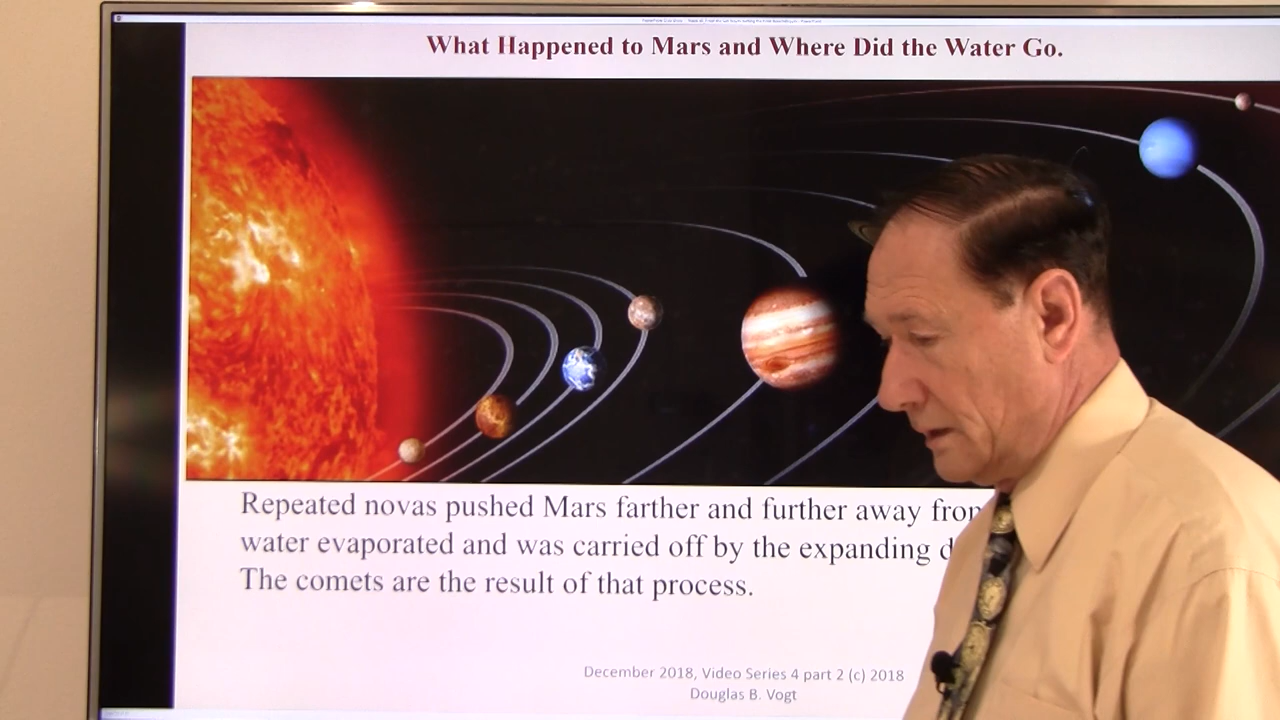 What Happened to Mars and Where Did the Water Go.
Repeated novas pushed Mars farther and further away
water evaporated and was carried off by the expanding
The comets are the result of that process.
December 2018, Video Series 4 part 2 (c) 2018
Douglas B. Vogt